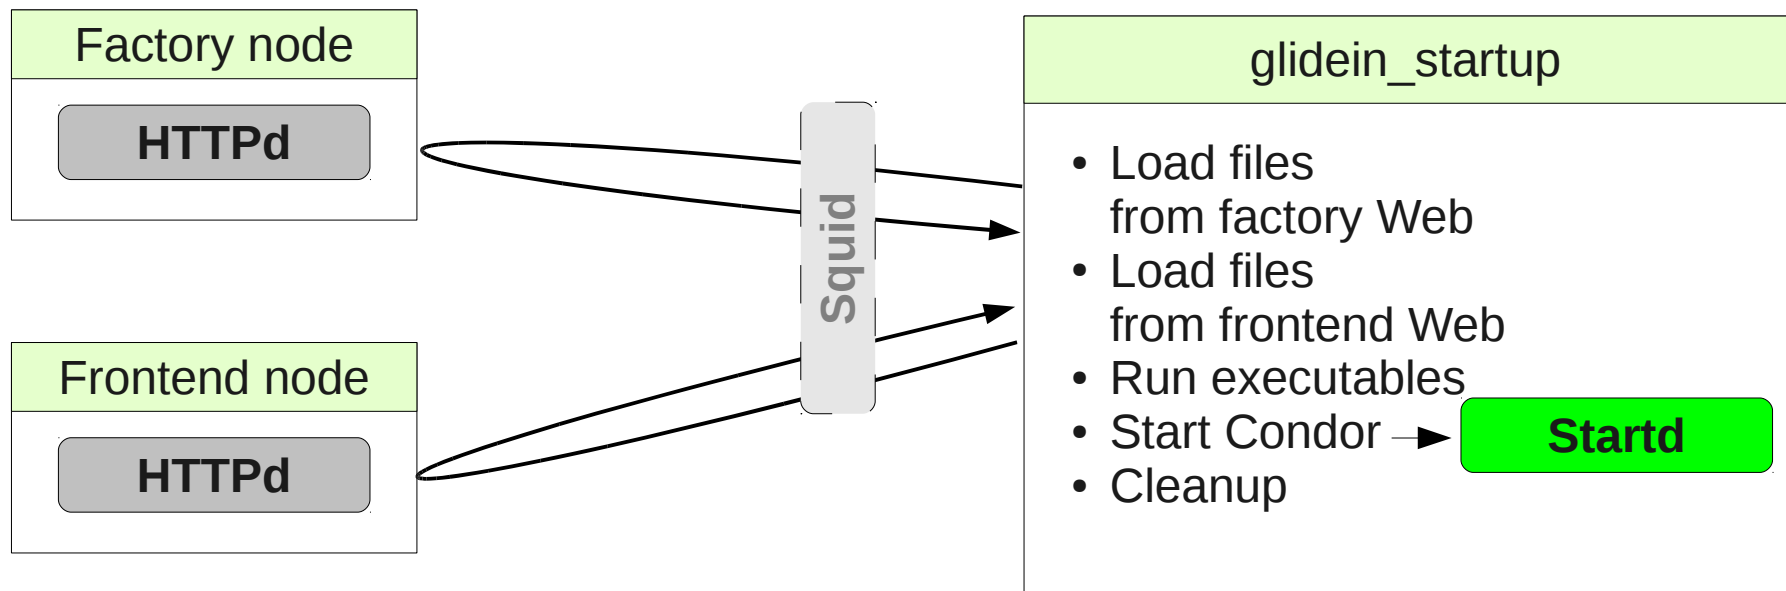 Factory node
HTTPd
Frontend node
HTTPd
Squid
glidein_startup
• Load files
from factory Web
• Load files
from frontend Web
• Run executables
• Start Condor
Startd
• Cleanup